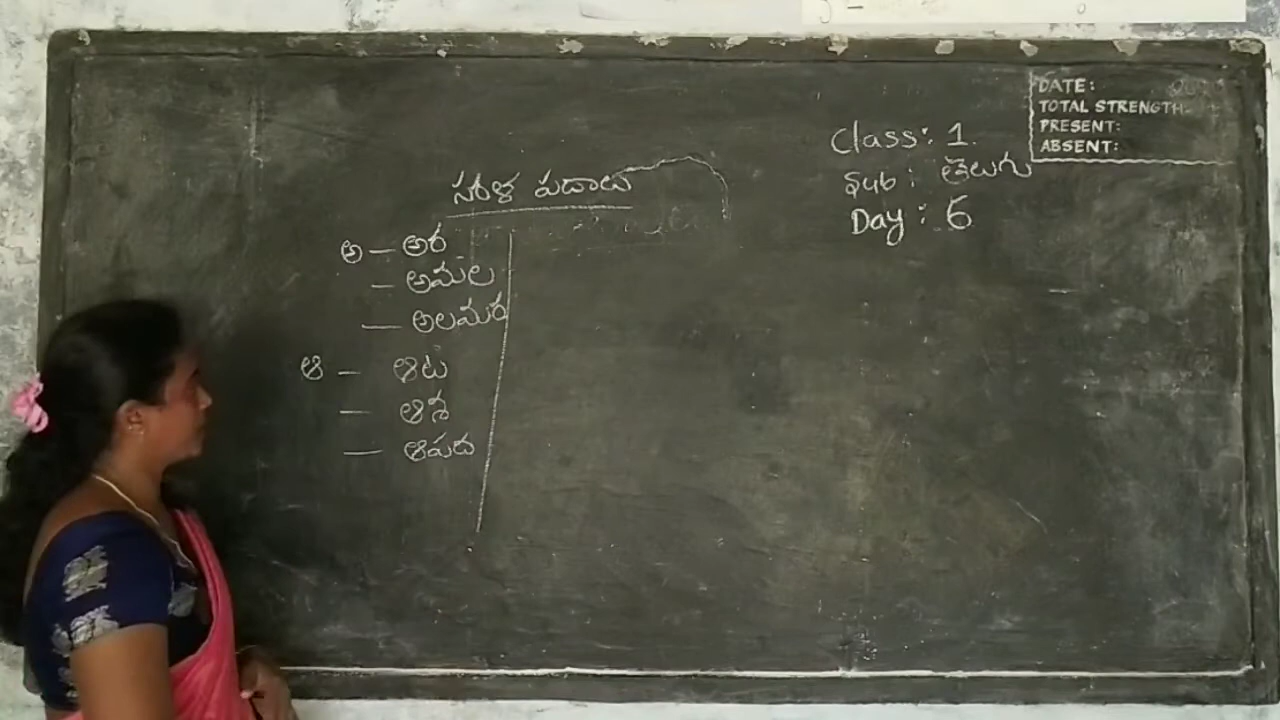 సరళ పదాలు
అ – అర
– అమల
– అలమర
ఆ – ఆట
– ఆశ
– ఆపద
Class: 1
Sub: తెలుగు
Day: 6
DATE:
TOTAL STRENGTH
PRESENT:
ABSENT: